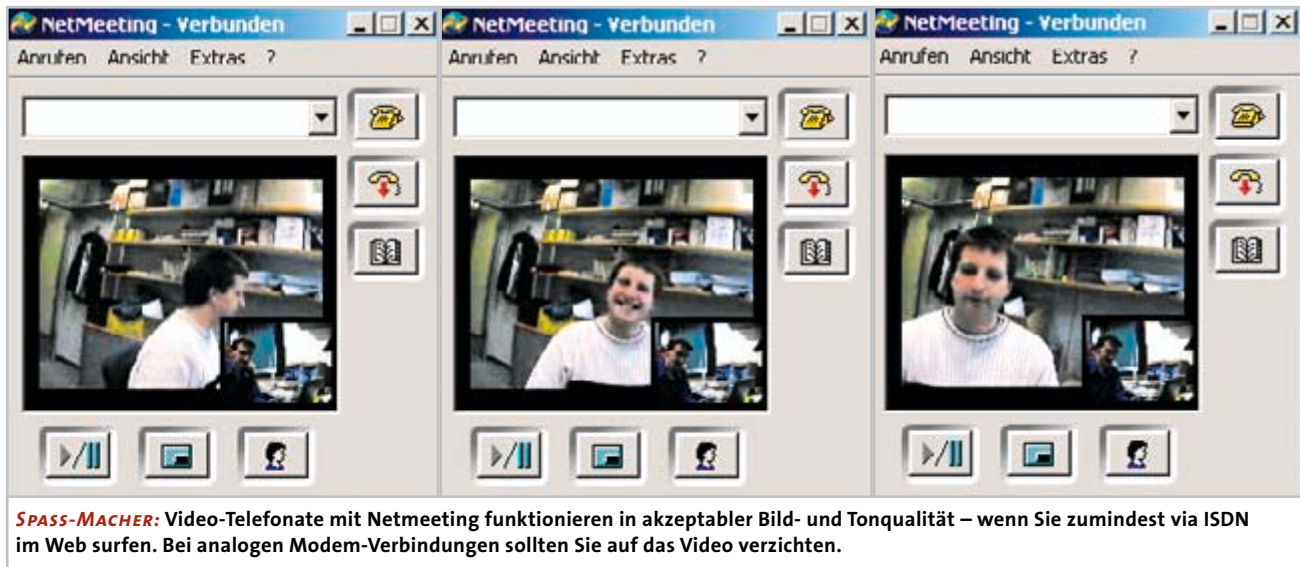 NetMeeting - Verbunden
Anrufen Ansicht Extras ?
NetMeeting - Verbunden
Anrufen Ansicht Extras ?
NetMeeting - Verbunden
Anrufen Ansicht Extras ?
SPASS-MACHER: Video-Telefonate mit Netmeeting funktionieren in akzeptabler Bild- und Tonqualität – wenn Sie zumindest via ISDN
im Web surfen. Bei analogen Modem-Verbindungen sollten Sie auf das Video verzichten.